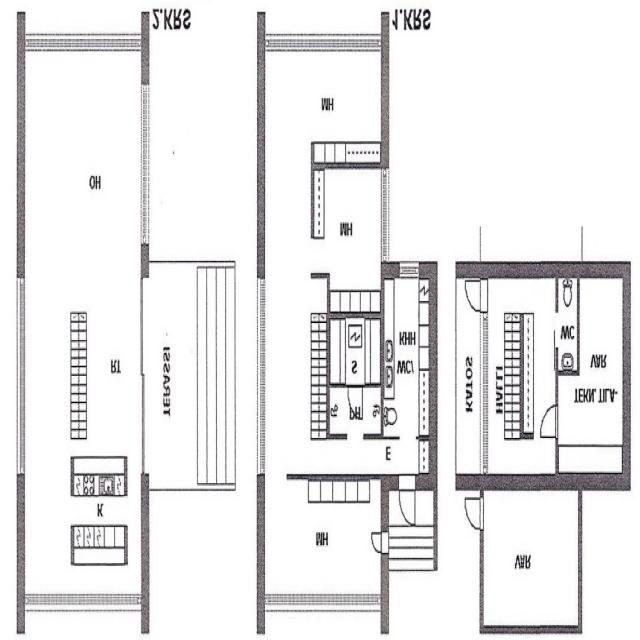 2.KRS
1.KRS
OH
RT
TERASSI
K
MH
MH
S
KHH
WC/
PH
E
MH
KATOS
HALLI
WC
VAR
TEKN. TILA.
VAR